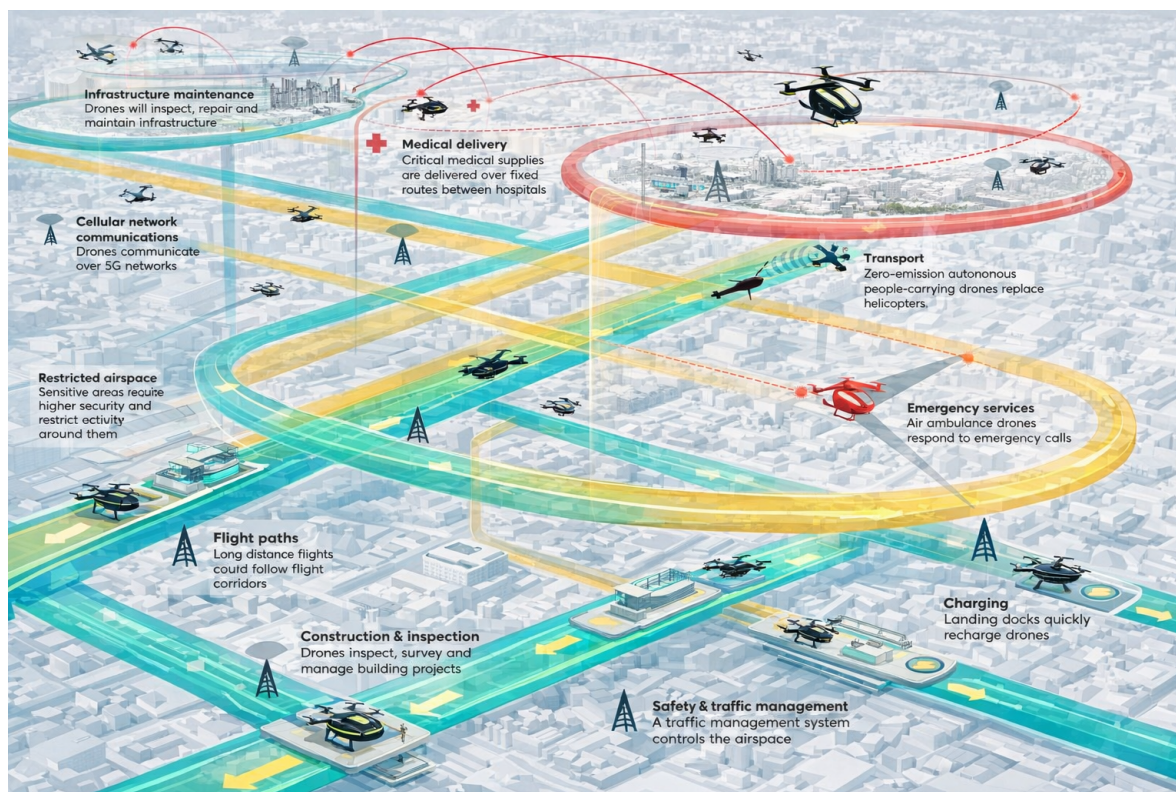 Infrastructure maintenance
Drones will inspect, repair and
maintain infrastructure
Medical delivery
Critical medical supplies
are delivered over fixed
routes between hospitals
Cellular network
communications
Drones communicate
over 5G networks
Transport
Zero-emission autononous
people-carrying drones replace
helicopters.
Restricted airspace
Sensitive areas require
higher security and
restrict ectivity
around them
Emergency services
Air ambulance drones
respond to emergency calls
Flight paths
Long distance flights
could follow flight
corridors
Charging
Landing docks quickly
recharge drones
Construction & inspection
Drones inspect, survey and
manage building projects
Safety & traffic management
A traffic management system
controls the airspace